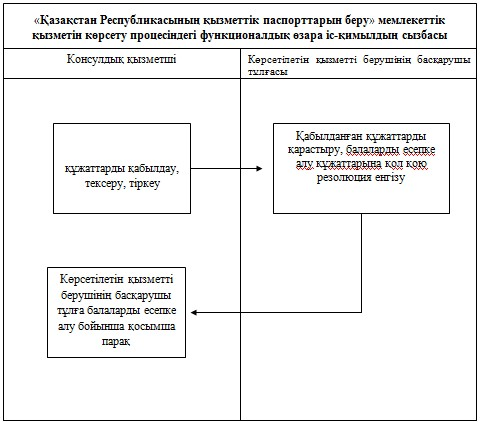 «Қазақстан Республикасының қызметтік паспорттарын беру» мемлекеттік
қызметін көрсету процесіндегі функционалдық өзара іс-қимылдың сызбасы
Консулдық қызметші
Көрсетілетін қызметті берушінің басқарушы
тұлғасы
құжаттарды қабылдау,
тексеру, тіркеу
Қабылданған құжаттарды
қарастыру, балаларды есепке
алу құжаттарына қол қою
резолюция енгізу
Көрсетілетін қызметті
берушінің басқарушы
тұлға балаларды есепке
алу бойынша қосымша
парақ